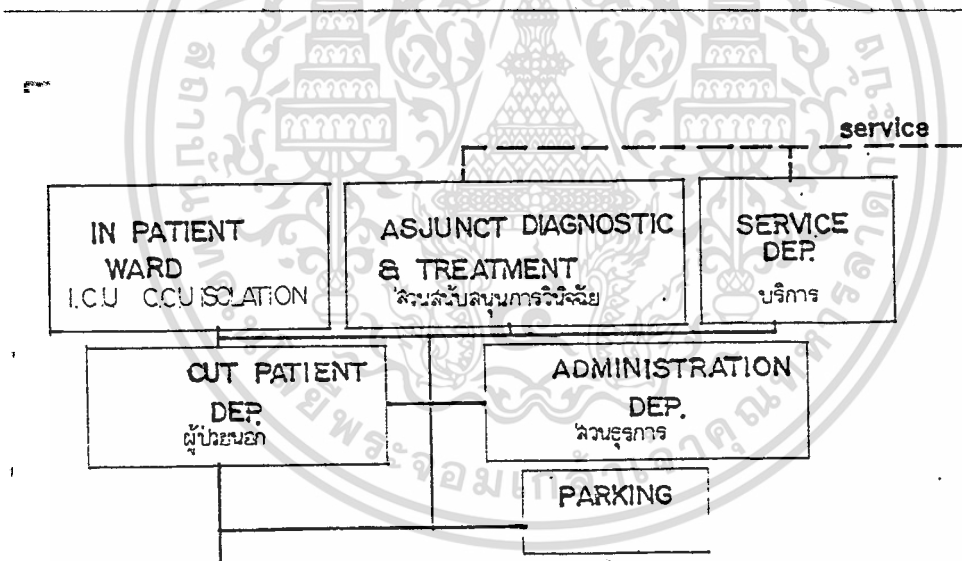 service
IN PATIENT
WARD
I.C.U C.C.U ISOLATION
ASJUNCT DIAGNOSTIC
& TREATMENT
ส่วนสนับสนุนการวินิจฉัย
SERVICE
DEP.
บริการ
OUT PATIENT
DEP.
ผู้ป่วยนอก
ADMINISTRATION
DEP.
ส่วนธุรการ
PARKING